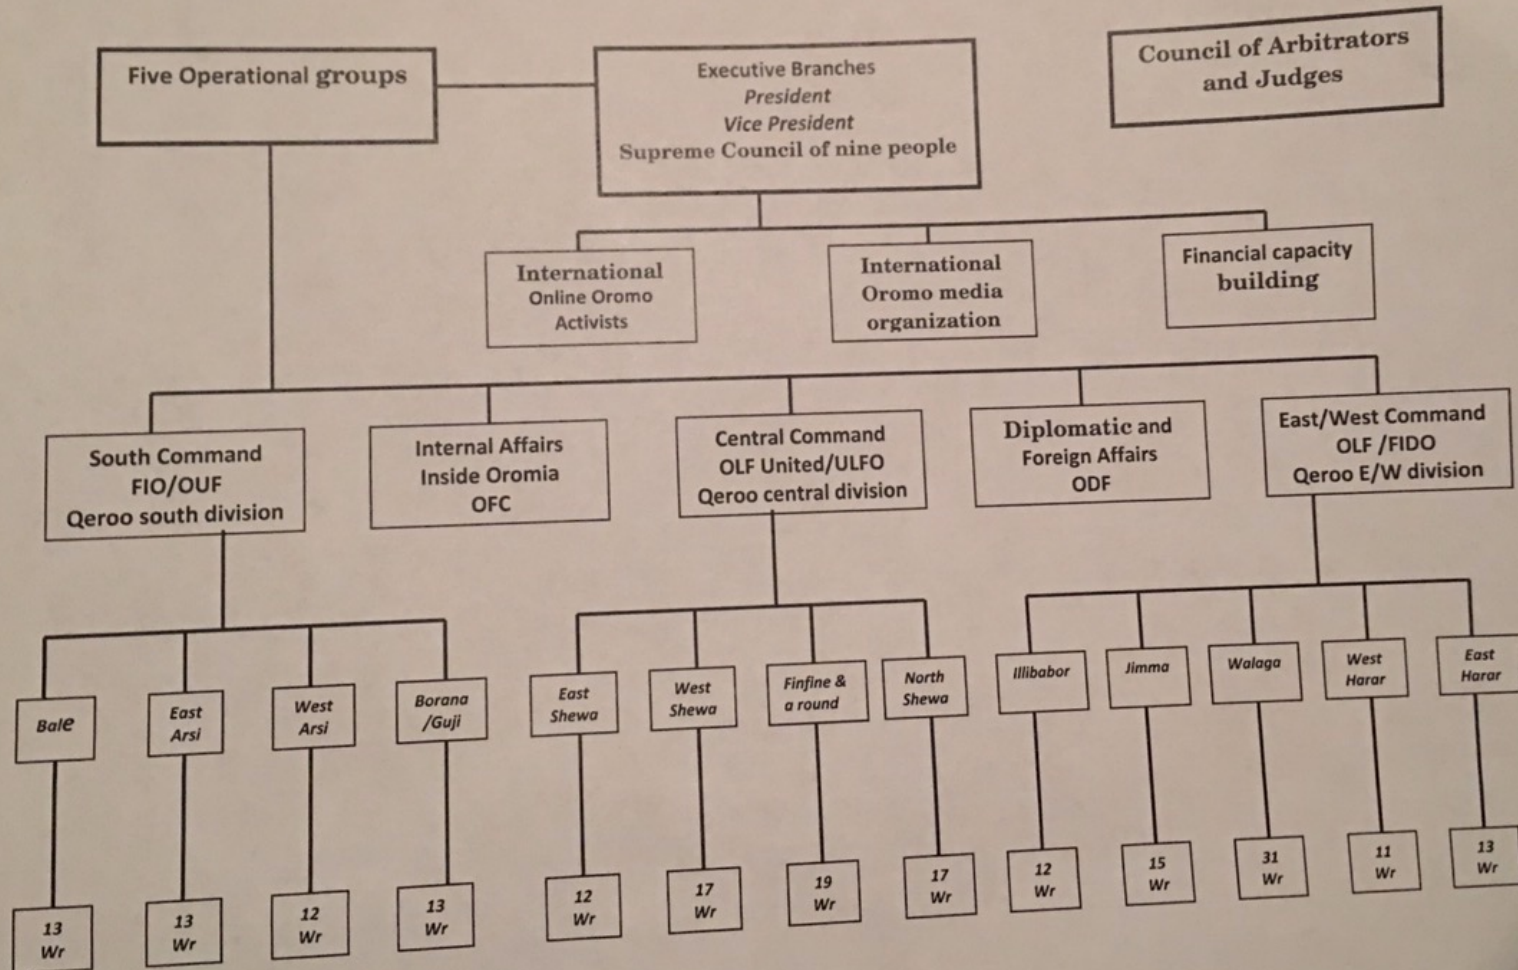 Five Operational groups
Executive Branches
President
Vice President
Supreme Council of nine people
Council of Arbitrators
and Judges
International
Online Oromo
Activists
International
Oromo media
organization
Financial capacity
building
South Command
FIO/OUF
Qeroo south division
Internal Affairs
Inside Oromia
OFC
Central Command
OLF United/ULFO
Qeroo central division
Diplomatic and
Foreign Affairs
ODF
East/West Command
OLF /FIDO
Qeroo E/W division
Bale
East
Arsi
West
Arsi
Borana
/Guji
East
Shewa
West
Shewa
Finfine &
a round
North
Shewa
Illibabor
Jimma
Walaga
West
Harar
East
Harar
13
Wr
13
Wr
12
Wr
13
Wr
12
Wr
17
Wr
19
Wr
17
Wr
12
Wr
15
Wr
31
Wr
11
Wr
13
Wr